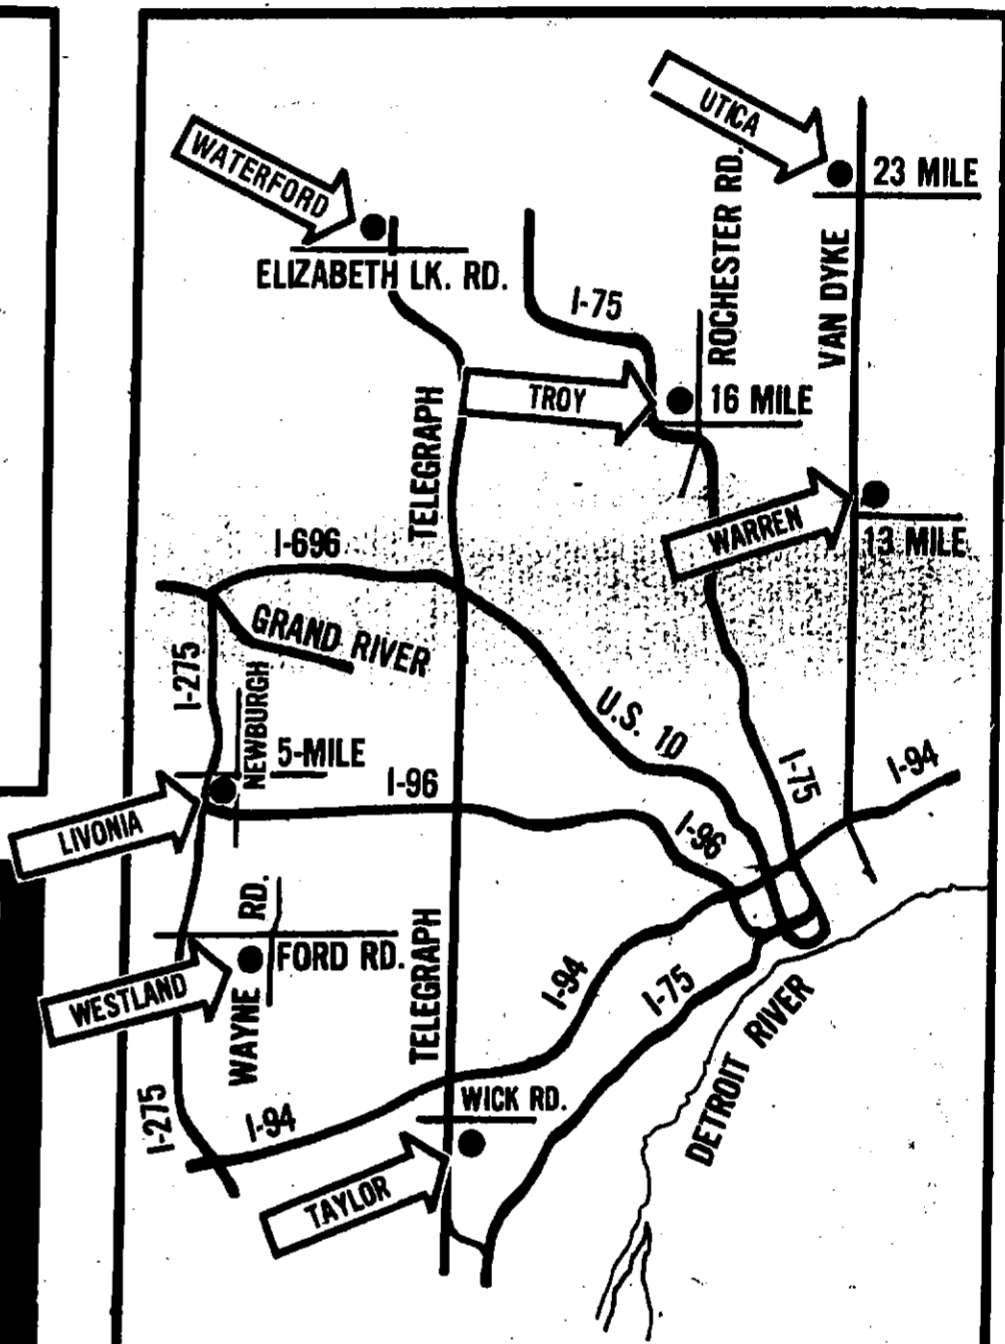 UTICA
WATERFORD
23 MILE
ROCHESTER RD.
VAN DYKE
ELIZABETH LK. RD.
I-75
TROY
16 MILE
TELEGRAPH
WARREN
13 MILE
I-696
GRAND RIVER
I-275
NEWBURGH
5-MILE
U.S. 10
I-75
I-94
I-96
I-96
LIVONIA
WAYNE RD.
FORD RD.
WESTLAND
TELEGRAPH
I-94
I-75
DETROIT RIVER
I-275
I-94
WICK RD.
TAYLOR